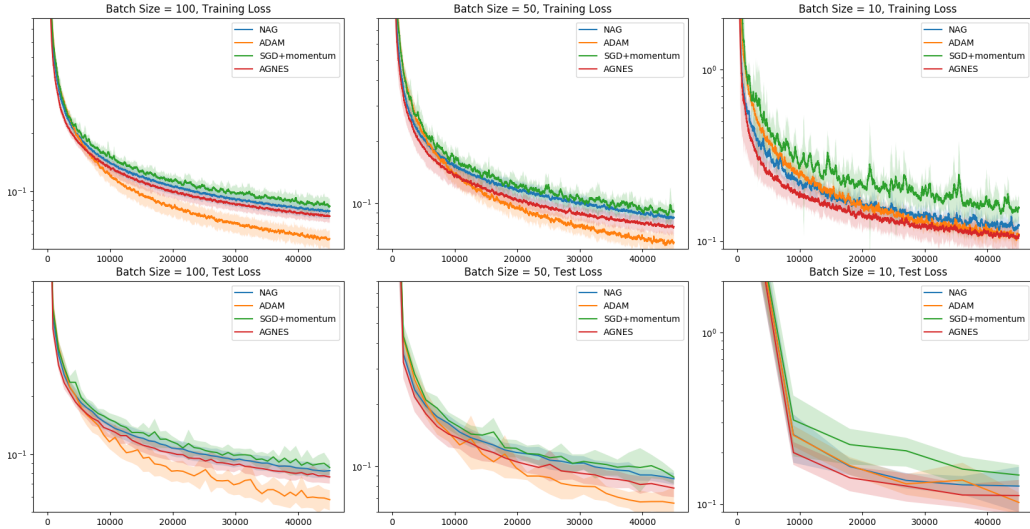 Batch Size = 100, Training Loss
NAG
ADAM
SGD+momentum
AGNES
10⁻¹
0 10000 20000 30000 40000
Batch Size = 50, Training Loss
NAG
ADAM
SGD+momentum
AGNES
10⁻¹
0 10000 20000 30000 40000
Batch Size = 10, Training Loss
NAG
ADAM
SGD+momentum
AGNES
10⁰
10⁻¹
0 10000 20000 30000 40000
Batch Size = 100, Test Loss
NAG
ADAM
SGD+momentum
AGNES
10⁻¹
0 10000 20000 30000 40000
Batch Size = 50, Test Loss
NAG
ADAM
SGD+momentum
AGNES
10⁻¹
0 10000 20000 30000 40000
Batch Size = 10, Test Loss
NAG
ADAM
SGD+momentum
AGNES
10⁰
10⁻¹
0 10000 20000 30000 40000